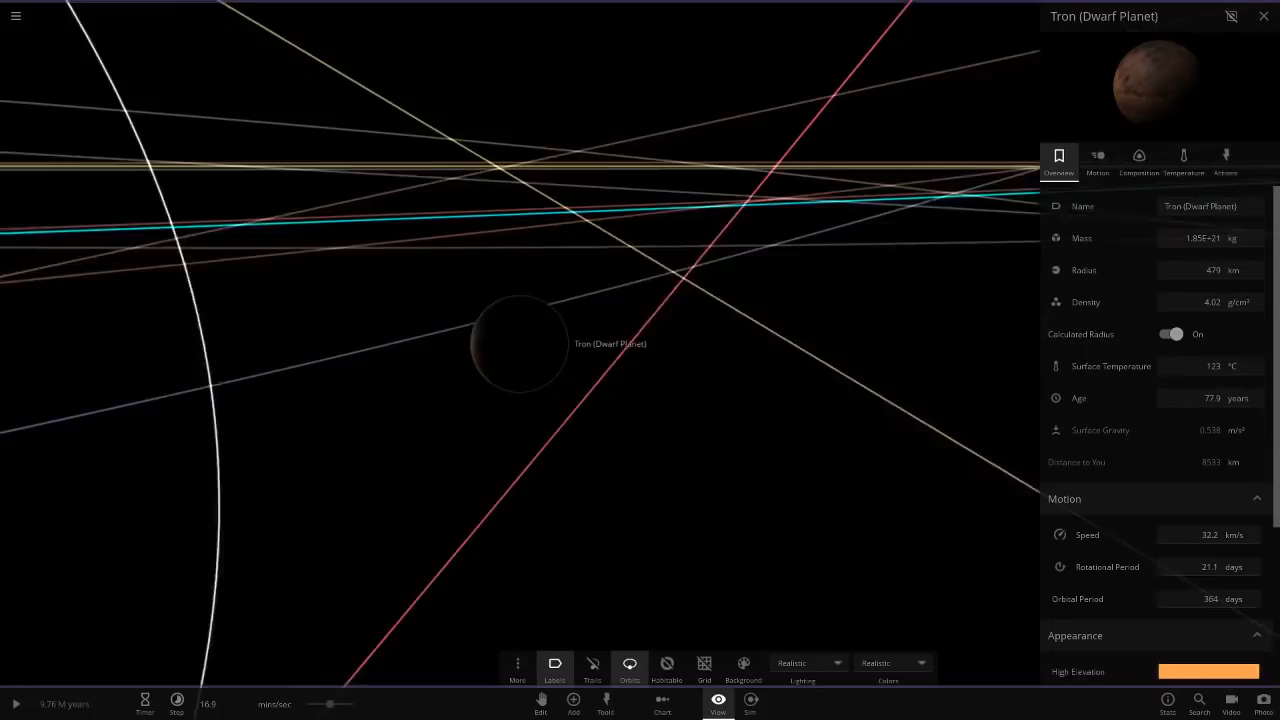 Tron (Dwarf Planet)
Overview
Motion
Composition
Temperature
Actions
Name Tron (Dwarf Planet)
Mass 1.85E+21 kg
Radius 479 km
Density 4.02 g/cm³
Calculated Radius On
Surface Temperature 123 °C
Age 77.9 years
Surface Gravity 0.538 m/s²
Distance to You 8533 km
Motion
Speed 32.2 km/s
Rotational Period 21.1 days
Orbital Period 364 days
Appearance
High Elevation
Tron (Dwarf Planet)
More
Labels
Trails
Orbits
Habitable
Grid
Background
Realistic
Lighting
Realistic
Colors
9.76 M years
Timer
Step
16.9 mins/sec
Edit
Add
Tools
Chart
View
Sim
Stats
Search
Video
Photo